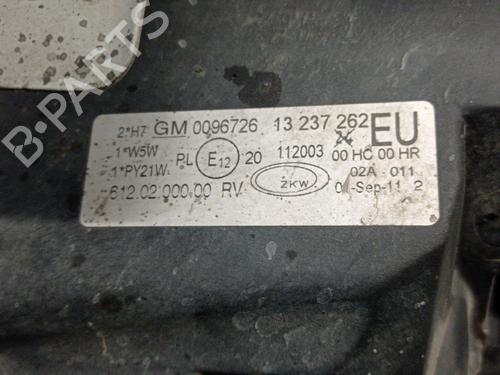 B-PARTS
2*H7 GM 0096726 13 237 262 EU
1*W5W PL E12 20 112003 00 HC 00 HR
1*PY21W ZKW 02A 011
612.02.000.00 RV -Sep-11 2